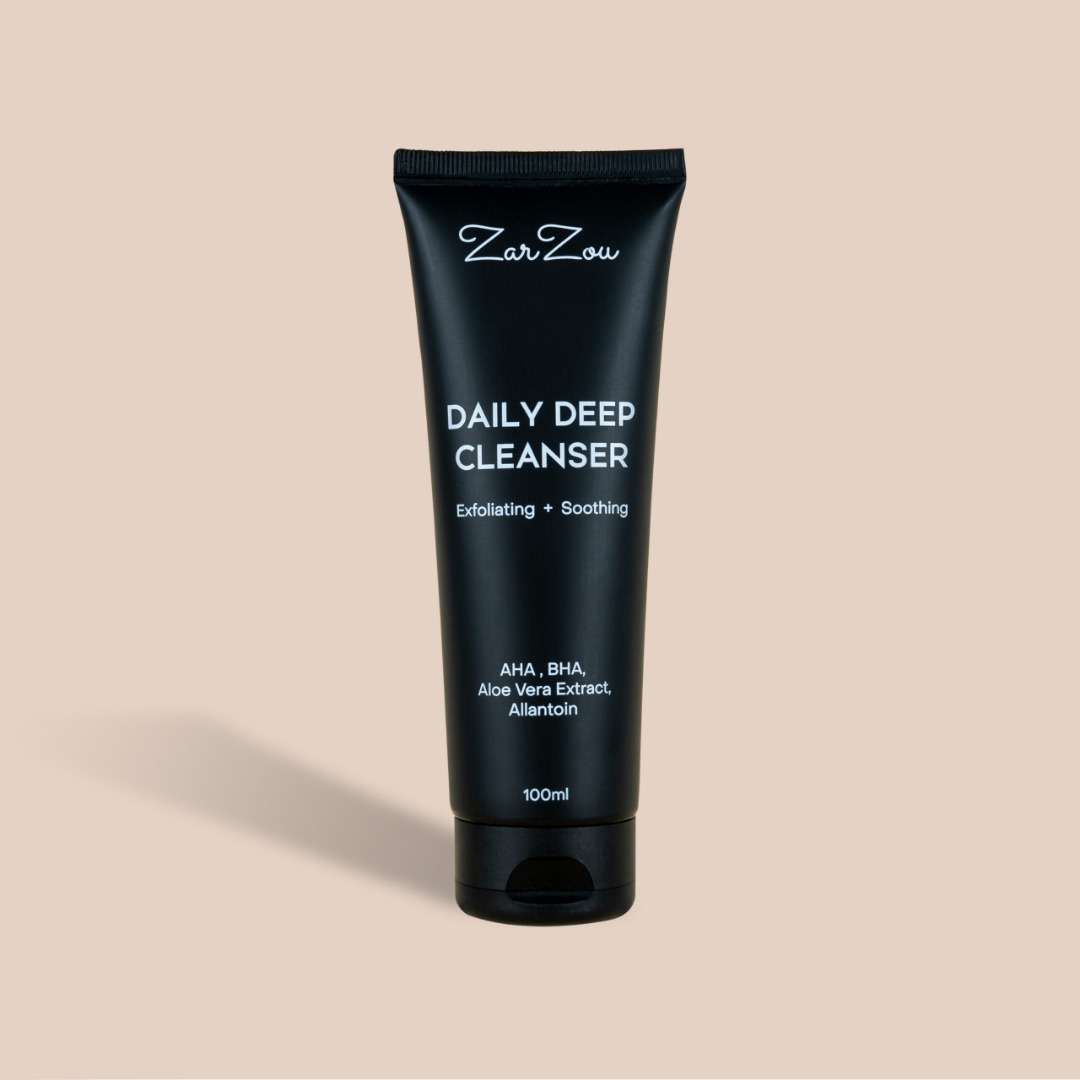 ZarZou
DAILY DEEP
CLEANSER
Exfoliating + Soothing
AHA , BHA,
Aloe Vera Extract,
Allantoin
100ml